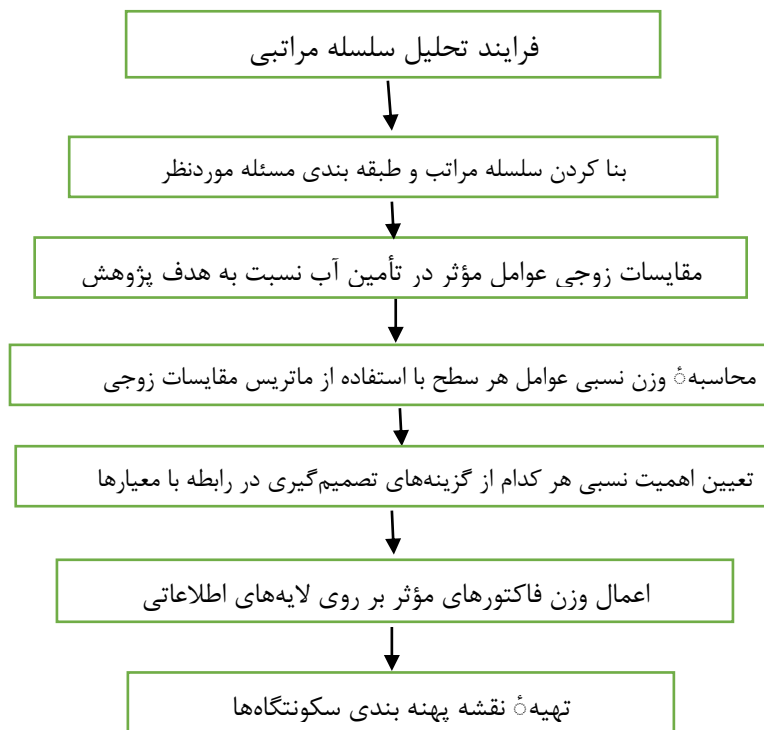 فرایند تحلیل سلسله مراتبی
بنا کردن سلسله مراتب و طبقه بندی مسئله موردنظر
مقایسات زوجی عوامل مؤثر در تأمین آب نسبت به هدف پژوهش
محاسبه ٔ وزن نسبی عوامل هر سطح با استفاده از ماتریس مقایسات زوجی
تعیین اهمیت نسبی هر کدام از گزینه‌های تصمیم‌گیری در رابطه با معیارها
اعمال وزن فاکتورهای مؤثر بر روی لایه‌های اطلاعاتی
تهیه ٔ نقشه پهنه بندی سکونتگاه‌ها